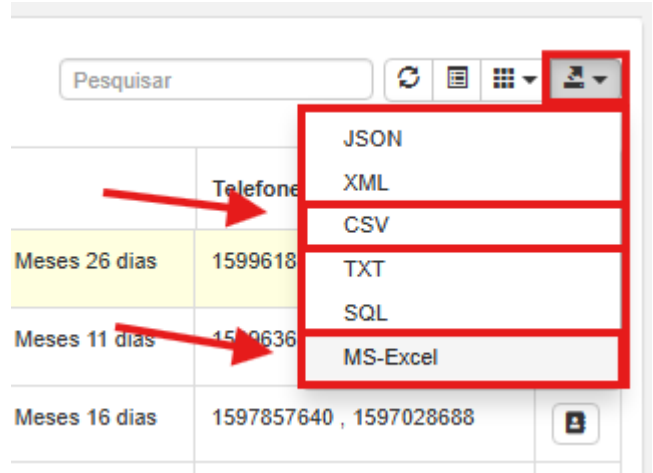 Pesquisar
JSON
XML
CSV
TXT
SQL
MS-Excel
Telefone
Meses 26 dias
1599618
Meses 11 dias
Meses 16 dias
1597857640 , 1597028688